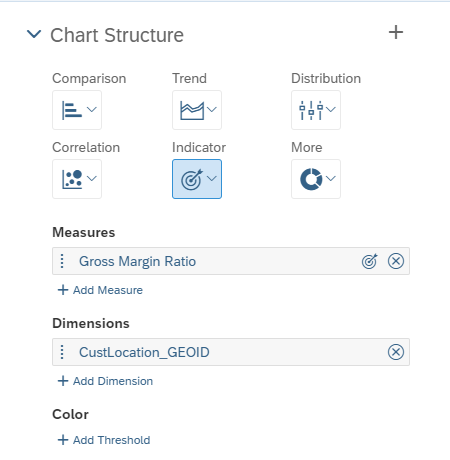 Chart Structure
Comparison
Trend
Distribution
Correlation
Indicator
More
Measures
Gross Margin Ratio
+ Add Measure
Dimensions
CustLocation_GEOID
+ Add Dimension
Color
+ Add Threshold